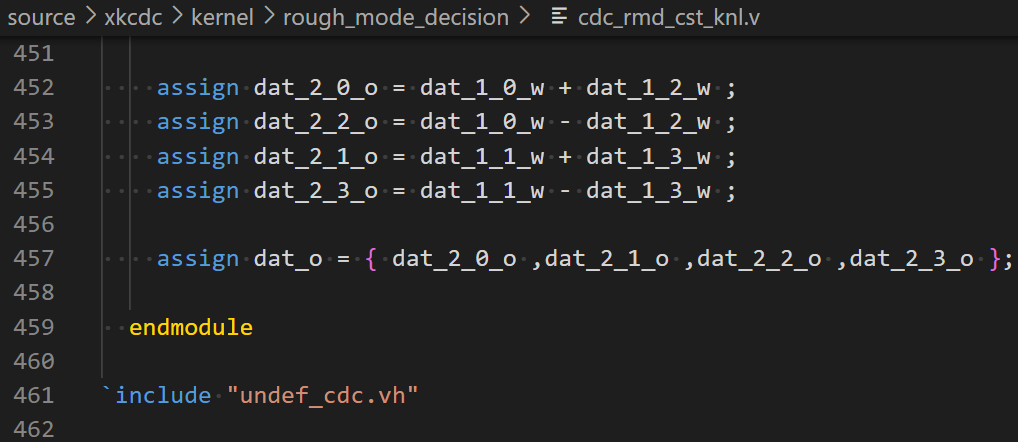 source > xkcdc > kernel > rough_mode_decision > cdc_rmd_cst_knl.v
451
452 assign dat_2_0_o = dat_1_0_w + dat_1_2_w ;
453 assign dat_2_2_o = dat_1_0_w - dat_1_2_w ;
454 assign dat_2_1_o = dat_1_1_w + dat_1_3_w ;
455 assign dat_2_3_o = dat_1_1_w - dat_1_3_w ;
456
457 assign dat_o = { dat_2_0_o ,dat_2_1_o ,dat_2_2_o ,dat_2_3_o };
458
459 endmodule
460
461 `include "undef_cdc.vh"
462